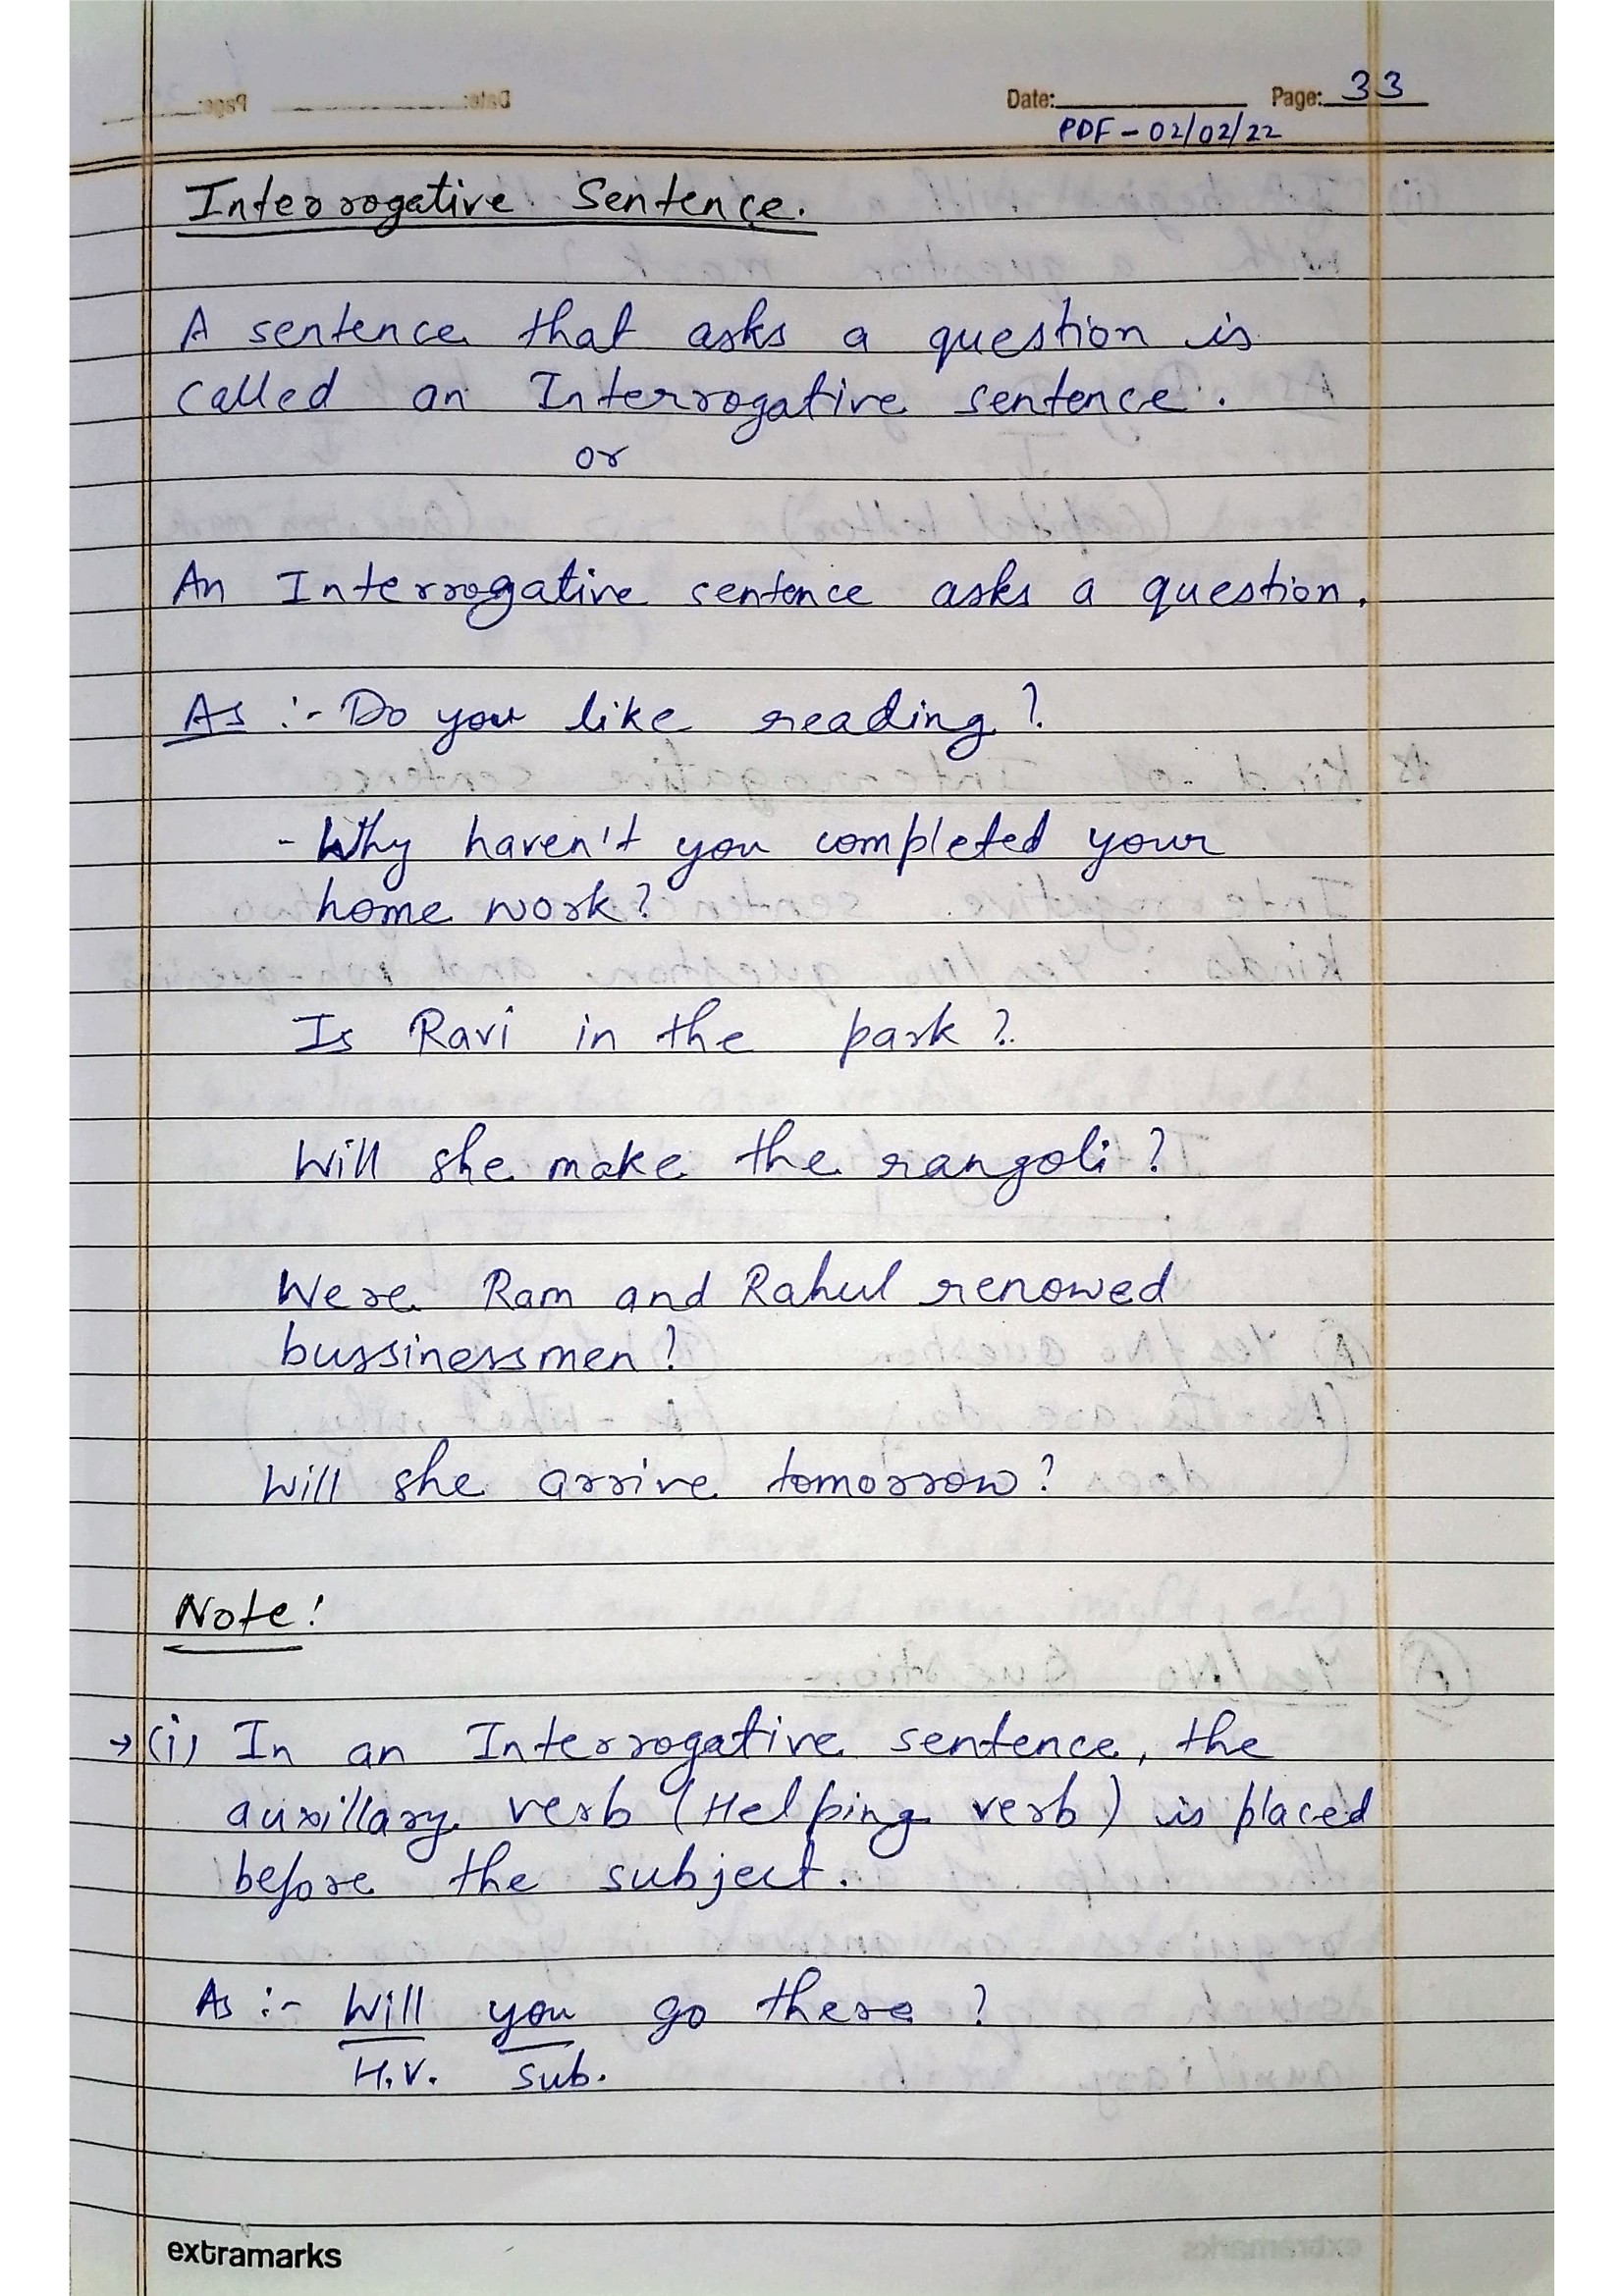 Date: Page: 33
PDF - 02/02/22
Interrogative Sentence.
A sentence that asks a question is
called an Interrogative sentence.
or
An Interrogative sentence asks a question.
As :- Do you like reading?
- Why haven't you completed your
home work?
Is Ravi in the park?
Will she make the rangoli?
Were Ram and Rahul renowed
bussinessmen?
Will she arrive tomorrow?
Note!
→ (i) In an Interrogative sentence, the
auxillary verb (Helping verb) is placed
before the subject.
As :- Will you go there?
H.V. Sub.
extramarks